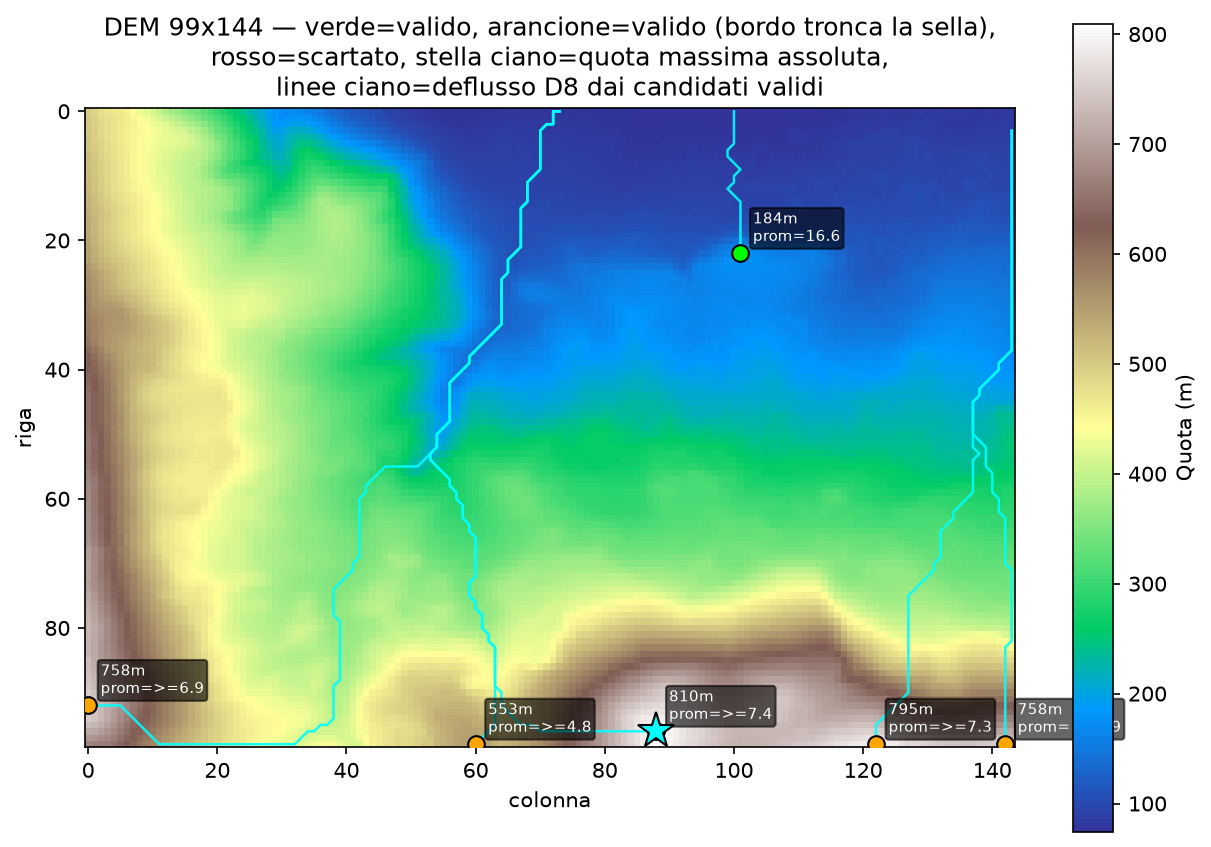 DEM 99x144 — verde=valido, arancione=valido (bordo tronca la sella),
rosso=scartato, stella ciano=quota massima assoluta,
linee ciano=deflusso D8 dai candidati validi
0
20
40
60
80
riga
184m
prom=16.6
758m
prom=>=6.9
553m
prom=>=4.8
810m
prom=>=7.4
795m
prom=>=7.3
758m
0
20
40
60
80
100
120
140
colonna
800
700
600
500
400
300
200
100
Quota (m)